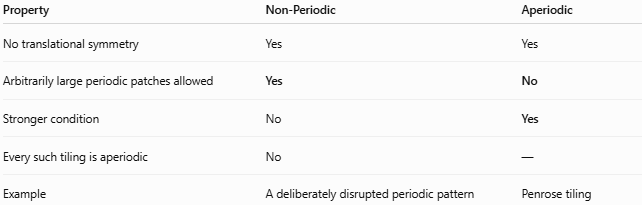 Property Non-Periodic Aperiodic
No translational symmetry Yes Yes
Arbitrarily large periodic patches allowed Yes No
Stronger condition No Yes
Every such tiling is aperiodic No —
Example A deliberately disrupted periodic pattern Penrose tiling